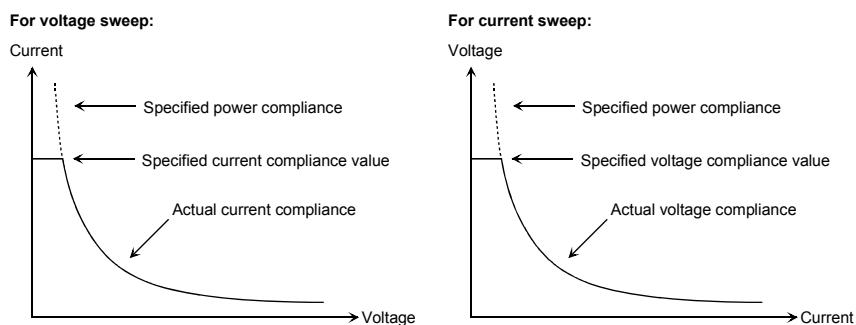 For voltage sweep:
Current
Specified power compliance
Specified current compliance value
Actual current compliance
Voltage
For current sweep:
Voltage
Specified power compliance
Specified voltage compliance value
Actual voltage compliance
Current